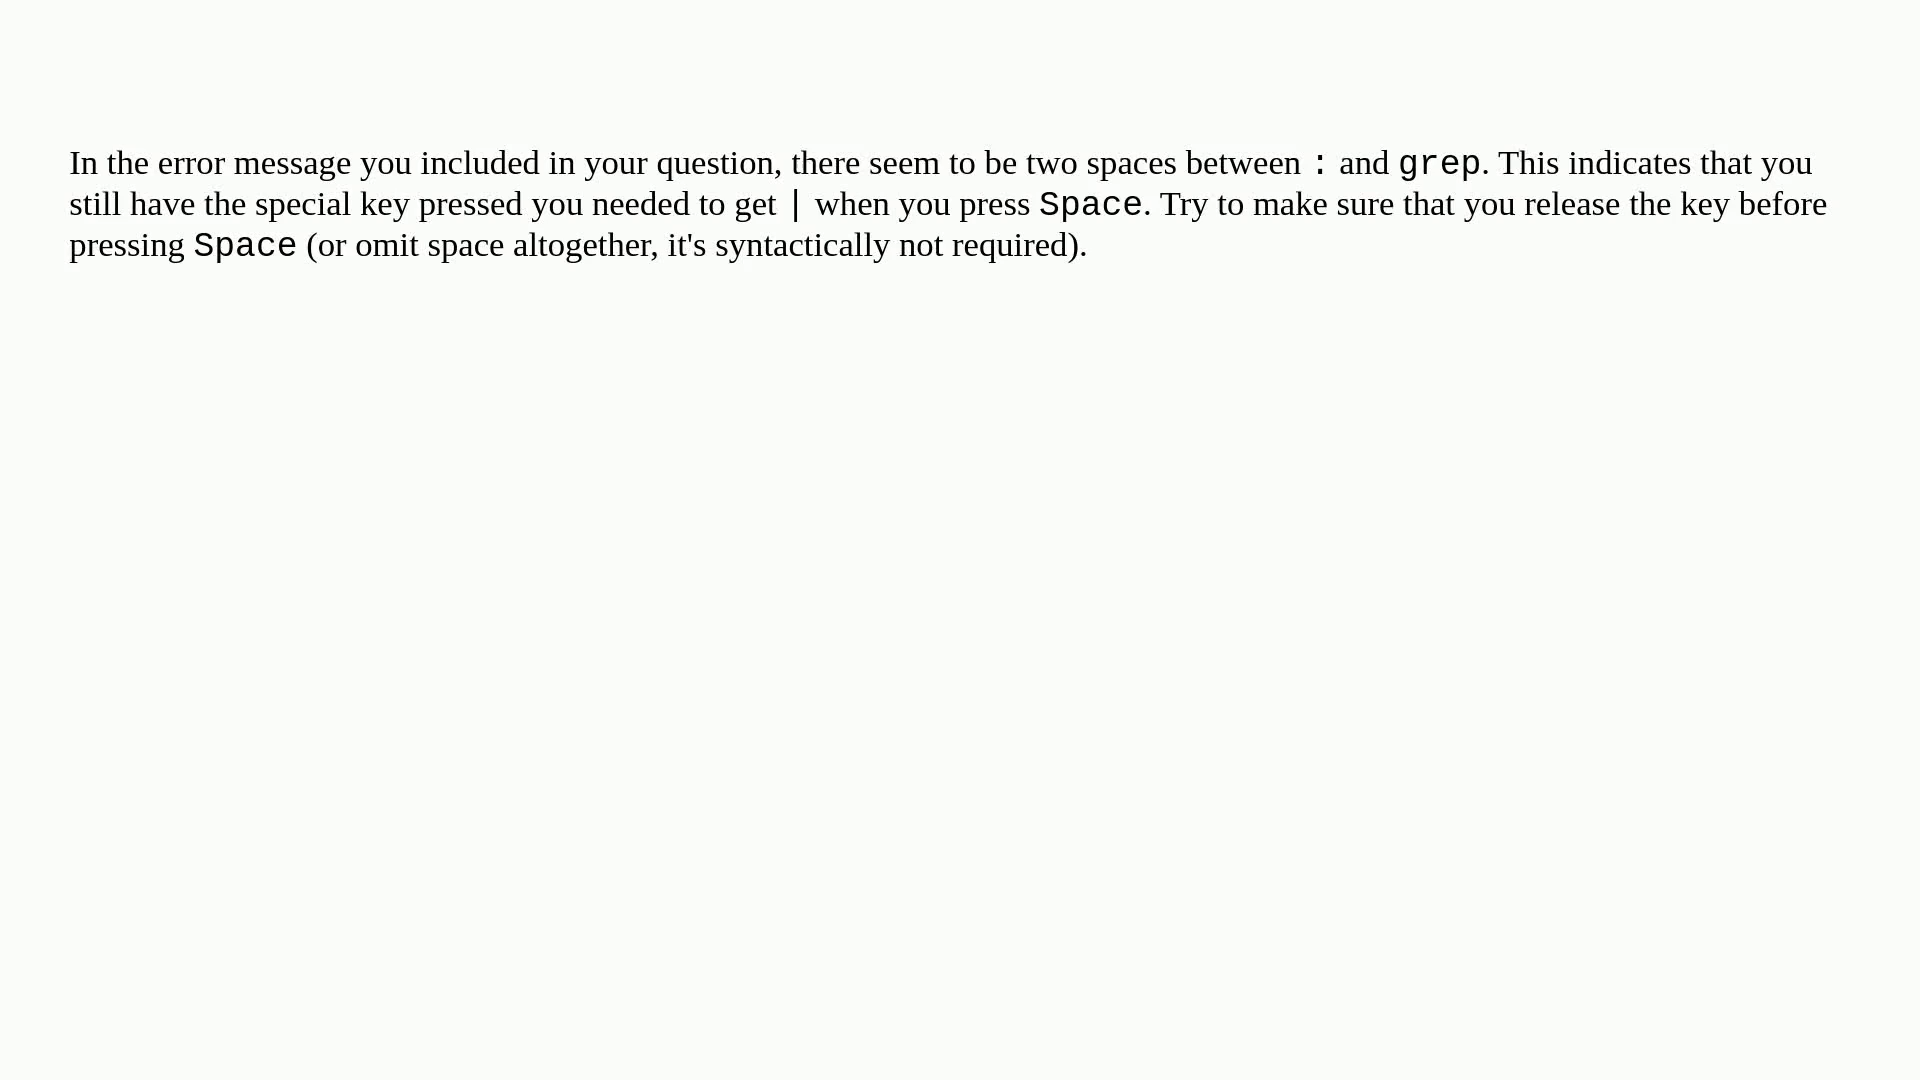 In the error message you included in your question, there seem to be two spaces between : and grep. This indicates that you
still have the special key pressed you needed to get | when you press Space. Try to make sure that you release the key before
pressing Space (or omit space altogether, it's syntactically not required).